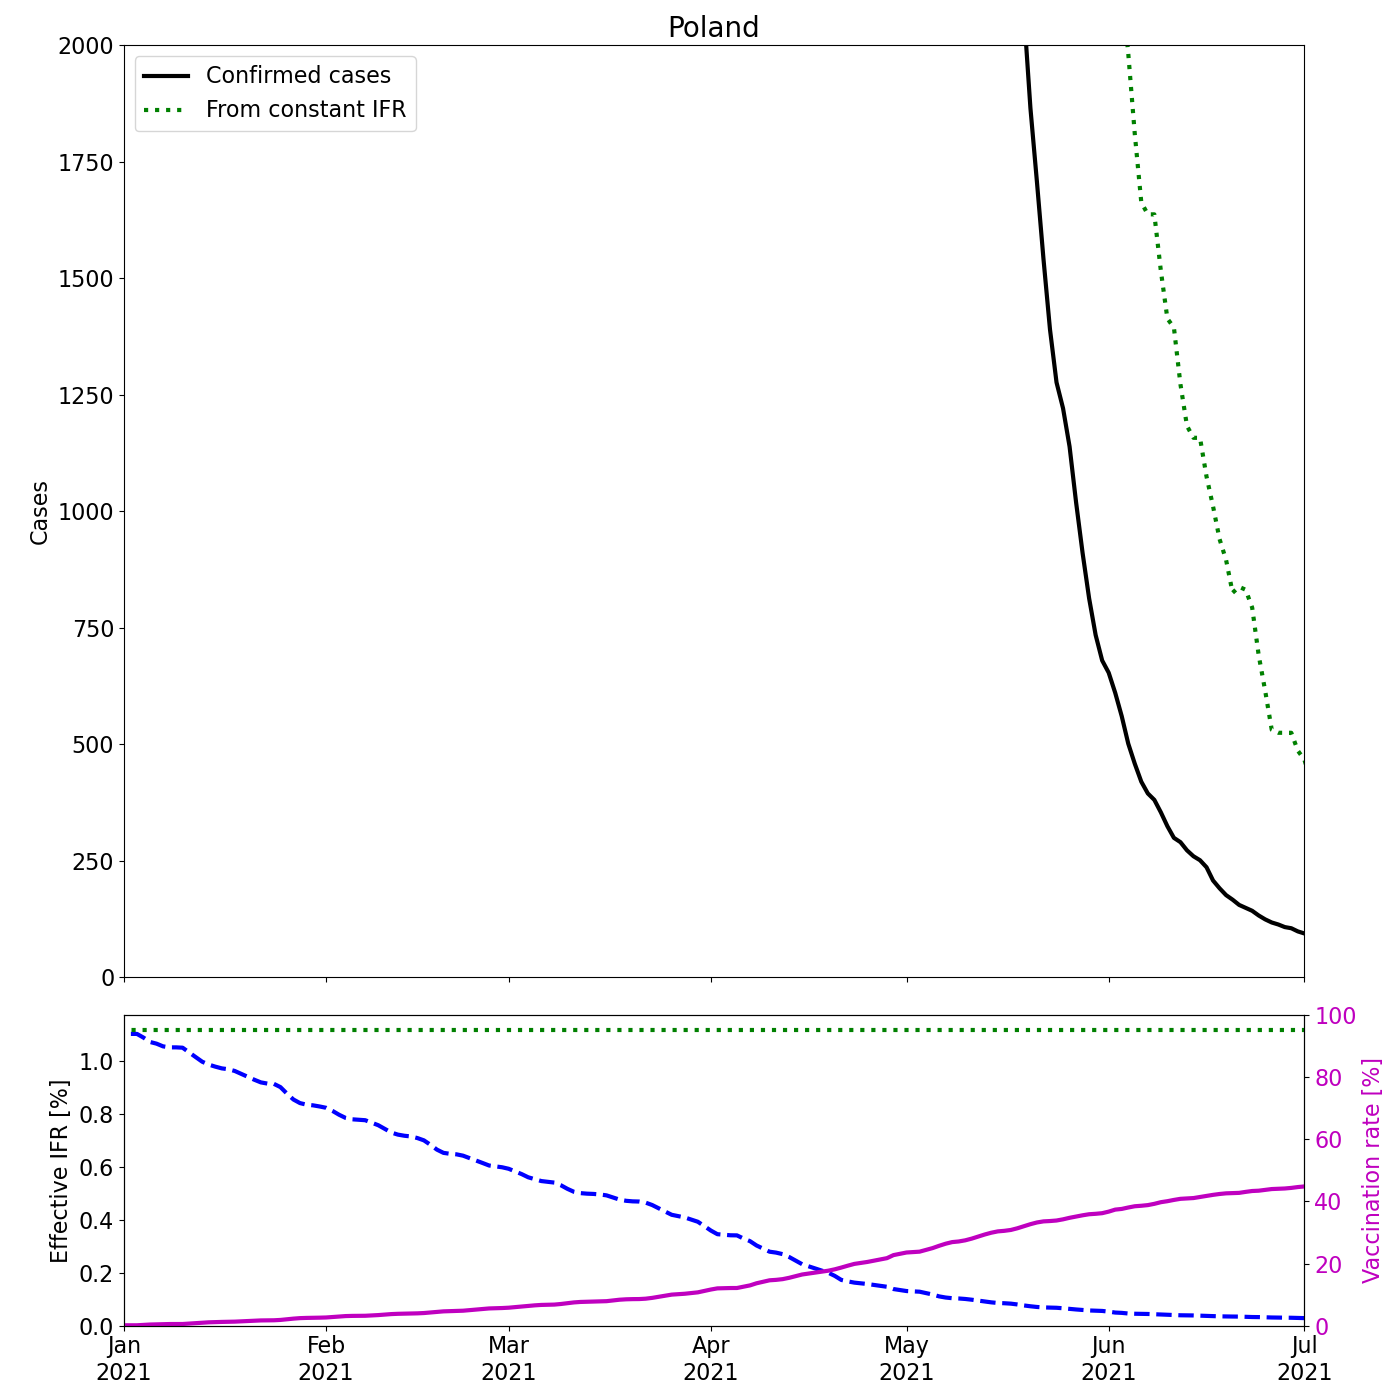 Poland
Confirmed cases
From constant IFR
2000
1750
1500
1250
1000
750
500
250
0
Cases
1.0
0.8
0.6
0.4
0.2
0.0
Effective IFR [%]
100
80
60
40
20
0
Vaccination rate [%]
Jan Feb Mar Apr May Jun Jul
2021 2021 2021 2021 2021 2021 2021